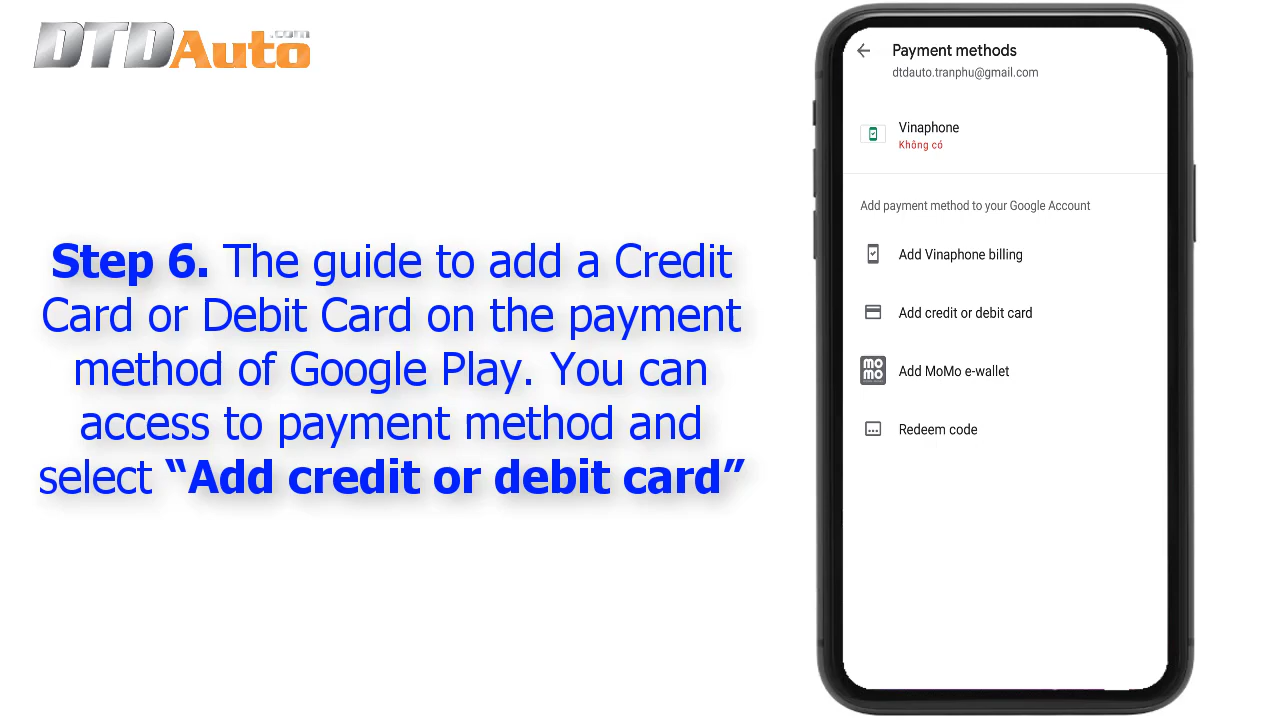 DTDAuto.com
Step 6. The guide to add a Credit
Card or Debit Card on the payment
method of Google Play. You can
access to payment method and
select “Add credit or debit card”
Payment methods
dtdauto.tranphu@gmail.com
Vinaphone
Không có
Add payment method to your Google Account
Add Vinaphone billing
Add credit or debit card
mo
mo
Add MoMo e-wallet
Redeem code